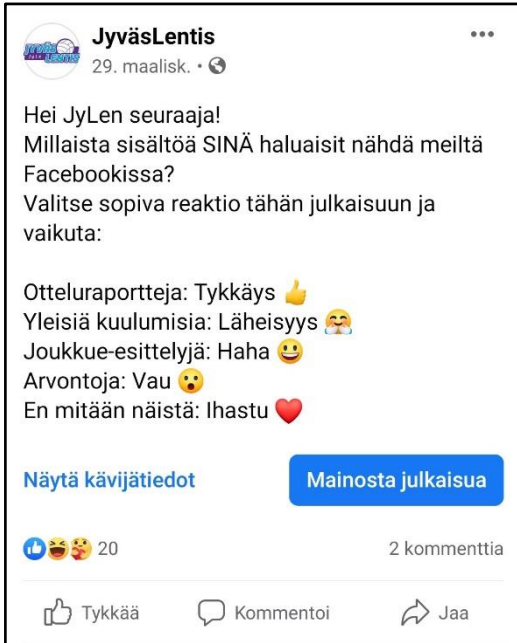 JyväsLentis
29. maalisk. •
Hei JyLen seuraaja!
Millaista sisältöä SINÄ haluaisit nähdä meiltä
Facebookissa?
Valitse sopiva reaktio tähän julkaisuun ja
vaikuta:
Otteluraportteja: Tykkäys 👍
Yleisiä kuulumisia: Läheisyys 🤗
Joukkue-esittelyjä: Haha 😀
Arvontoja: Vau 😮
En mitään näistä: Ihastu ❤️
Näytä kävijätiedot Mainosta julkaisua
20 2 kommenttia
Tykkää Kommentoi Jaa